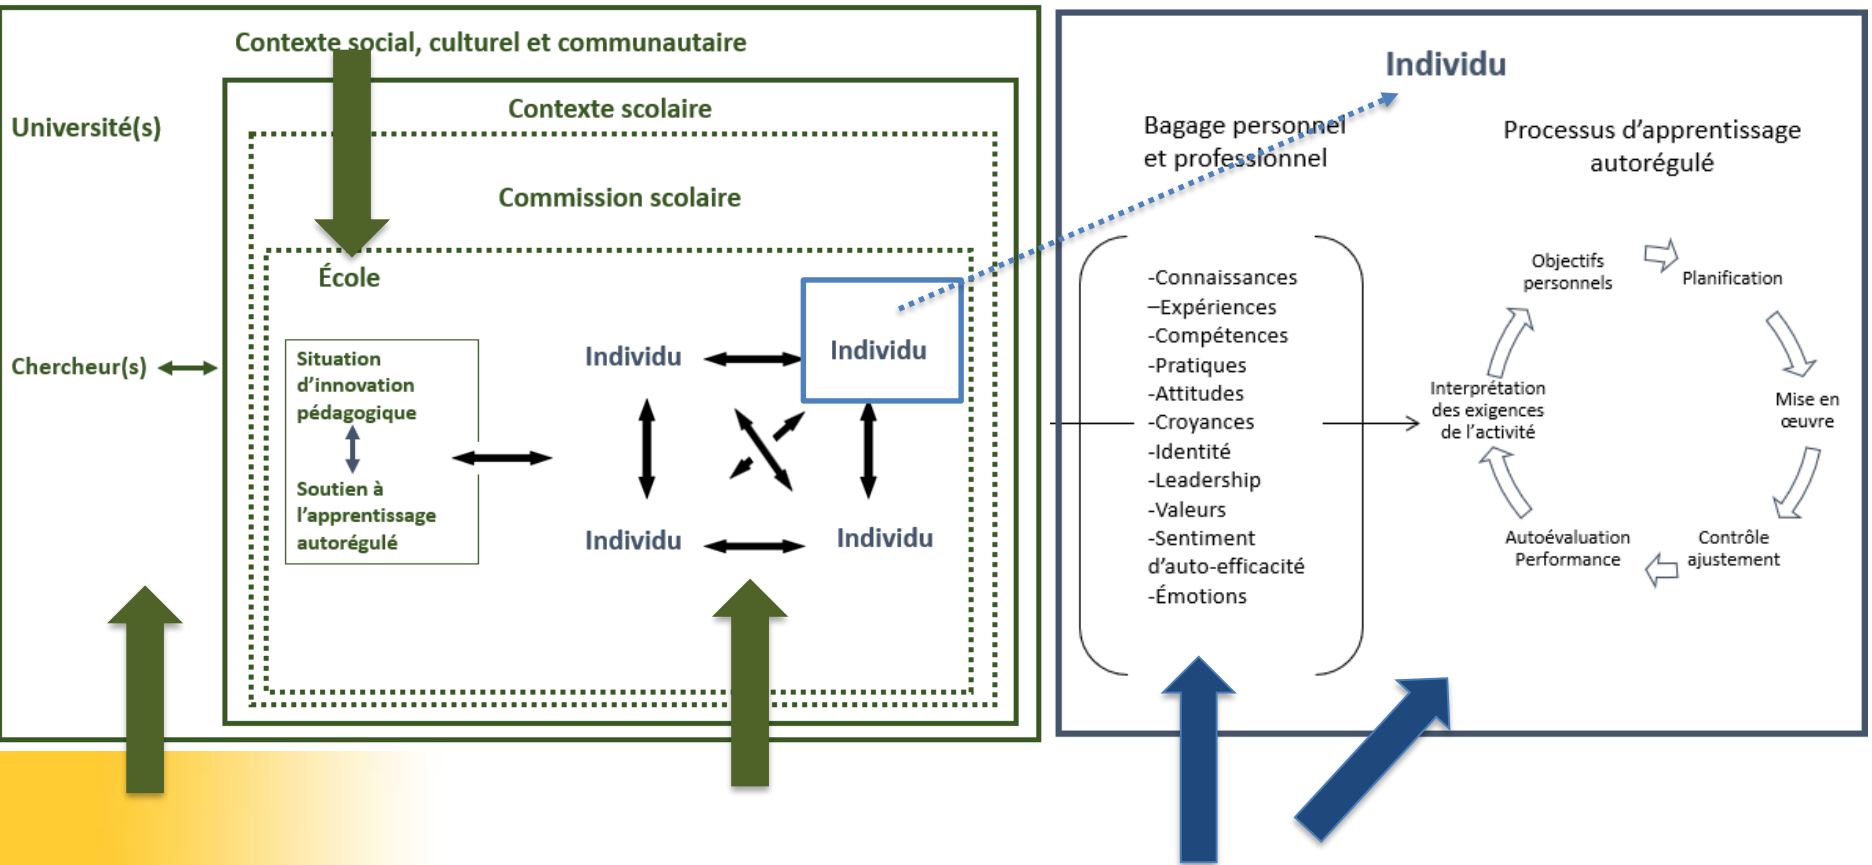 Contexte social, culturel et communautaire
Université(s)
Contexte scolaire
Commission scolaire
École
Chercheur(s)
Situation
d'innovation
pédagogique
Soutien à
l'apprentissage
autorégulé
Individu
Individu
Individu
Individu
Individu
Bagage personnel
et professionnel
-Connaissances
–Expériences
-Compétences
-Pratiques
-Attitudes
-Croyances
-Identité
-Leadership
-Valeurs
-Sentiment
d'auto-efficacité
-Émotions
Processus d'apprentissage
autorégulé
Objectifs
personnels
Planification
Mise en
œuvre
Contrôle
ajustement
Autoévaluation
Performance
Interprétation
des exigences
de l'activité